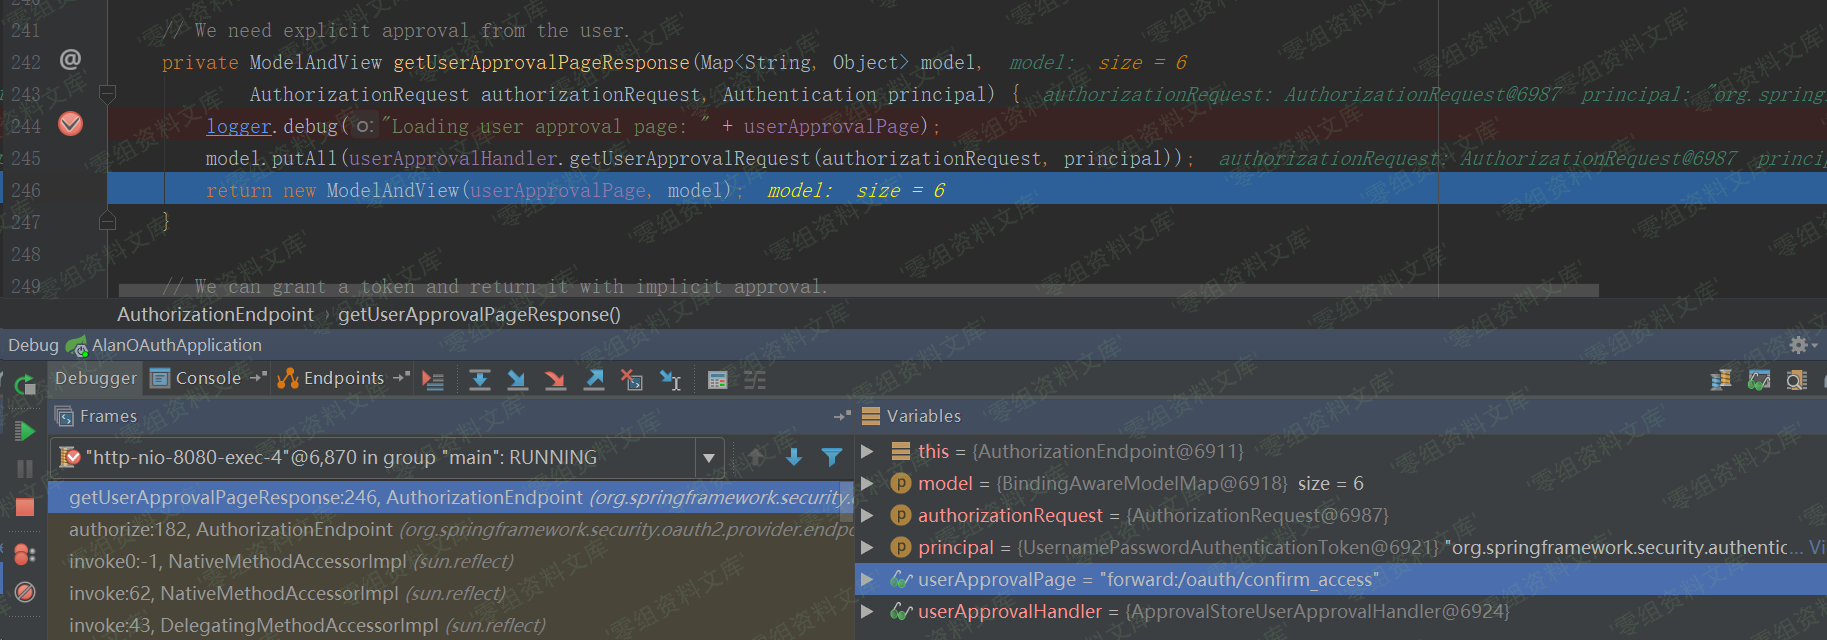 240
241 // We need explicit approval from the user.
242 @ private ModelAndView getUserApprovalPageResponse(Map<String, Object> model, model: size = 6
243 AuthorizationRequest authorizationRequest, Authentication principal) { authorizationRequest: AuthorizationRequest@6987 principal: "org.spring
244 logger.debug( o: "Loading user approval page: " + userApprovalPage);
245 model.putAll(userApprovalHandler.getUserApprovalRequest(authorizationRequest, principal)); authorizationRequest: AuthorizationRequest@6987 princip
246 return new ModelAndView(userApprovalPage, model); model: size = 6
247 }
248
249 // We can grant a token and return it with implicit approval.
AuthorizationEndpoint › getUserApprovalPageResponse()
Debug AlanOAuthApplication
Debugger Console Endpoints
Frames
"http-nio-8080-exec-4"@6,870 in group "main": RUNNING
getUserApprovalPageResponse:246, AuthorizationEndpoint (org.springframework.security.
authorize:182, AuthorizationEndpoint (org.springframework.security.oauth2.provider.endpo
invoke0:-1, NativeMethodAccessorImpl (sun.reflect)
invoke:62, NativeMethodAccessorImpl (sun.reflect)
invoke:43, DelegatingMethodAccessorImpl (sun.reflect)
Variables
this = {AuthorizationEndpoint@6911}
model = {BindingAwareModelMap@6918} size = 6
authorizationRequest = {AuthorizationRequest@6987}
principal = {UsernamePasswordAuthenticationToken@6921} "org.springframework.security.authentic... Vi
userApprovalPage = "forward:/oauth/confirm_access"
userApprovalHandler = {ApprovalStoreUserApprovalHandler@6924}
'零组资料文库'